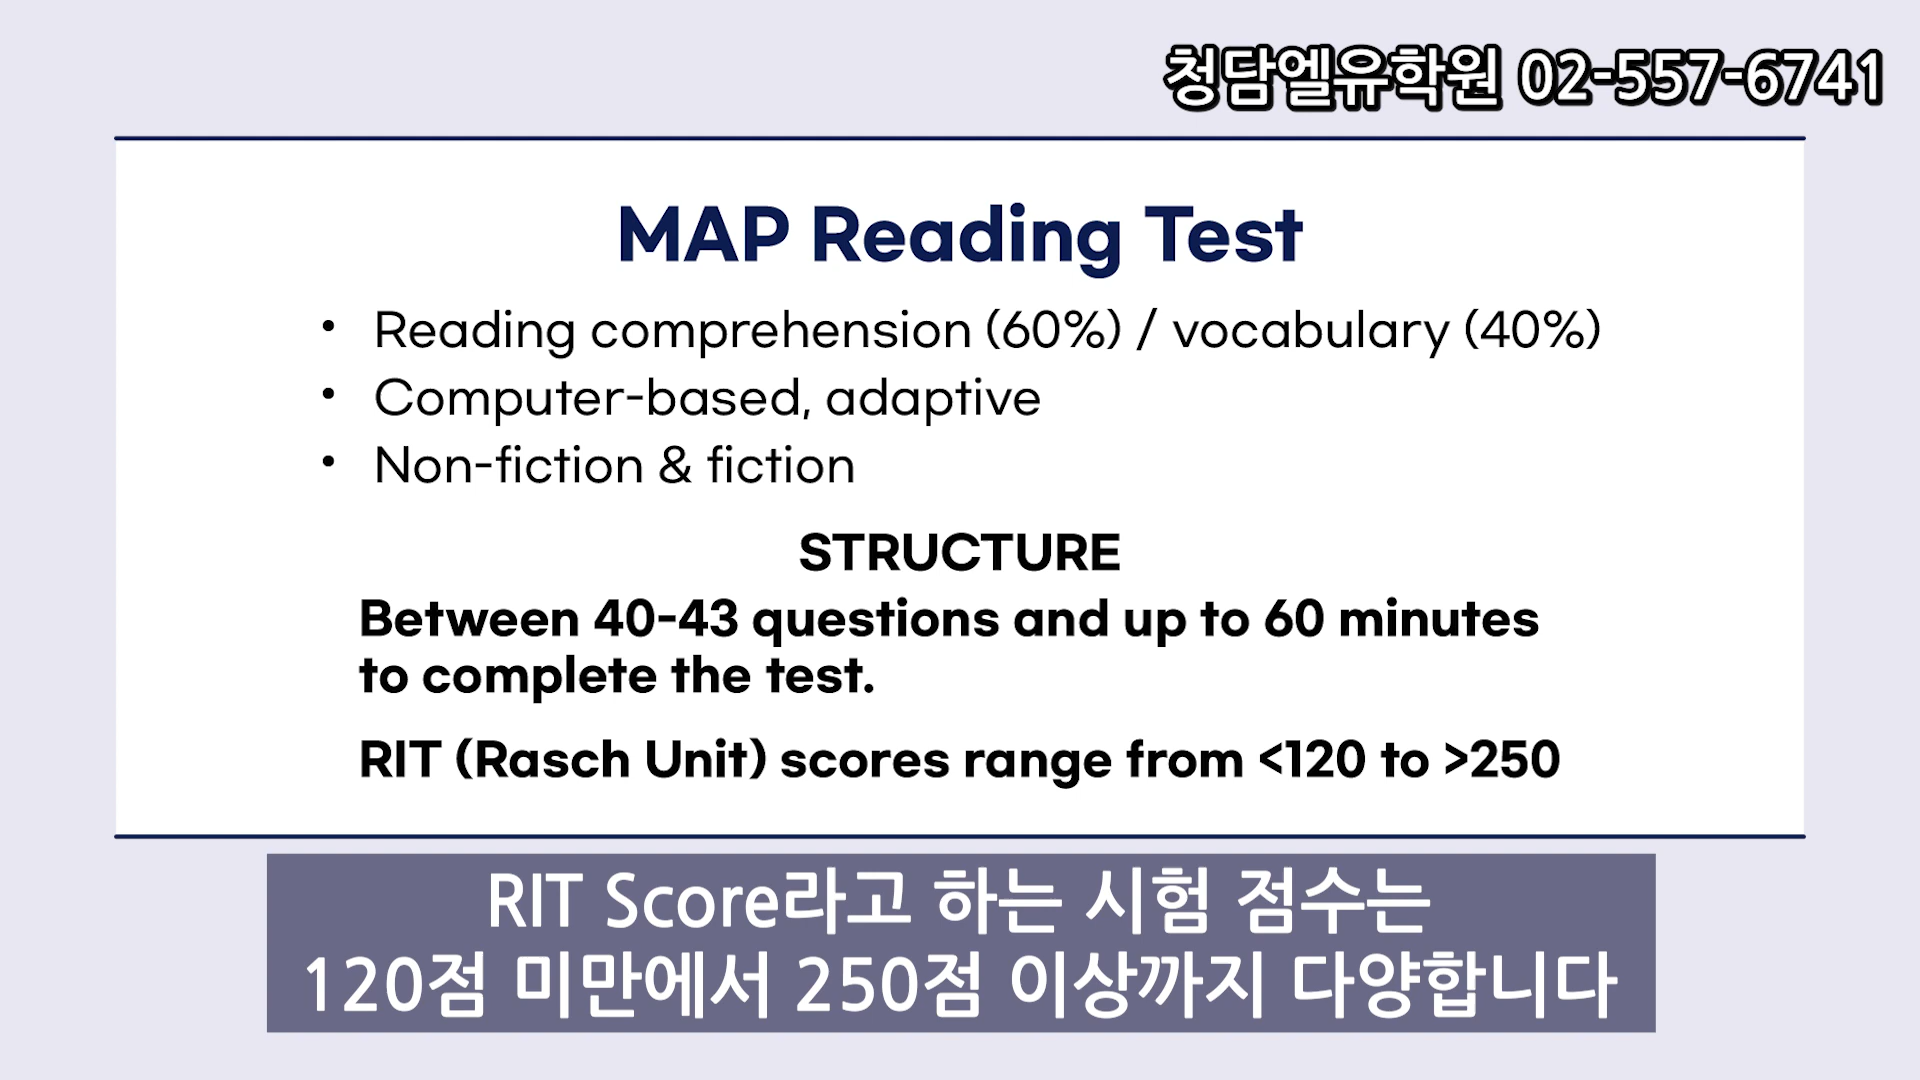 청담엘유학원 02-557-6741
MAP Reading Test
• Reading comprehension (60%) / vocabulary (40%)
• Computer-based, adaptive
• Non-fiction & fiction
STRUCTURE
Between 40-43 questions and up to 60 minutes
to complete the test.
RIT (Rasch Unit) scores range from <120 to >250
RIT Score라고 하는 시험 점수는
120점 미만에서 250점 이상까지 다양합니다